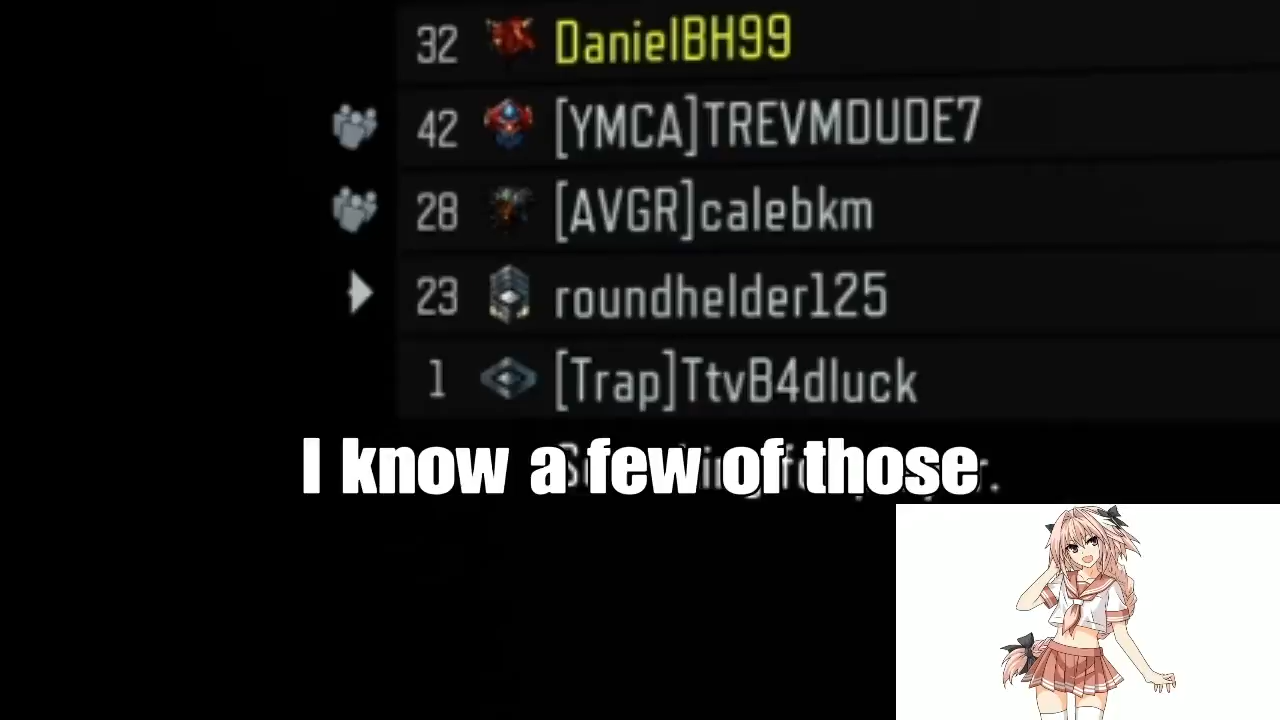 32 DanielBH99
42 [YMCA]TREVMDUDE7
28 [AVGR]calebkm
23 roundhelder125
1 [Trap]TtvB4dluck
I know a few of those